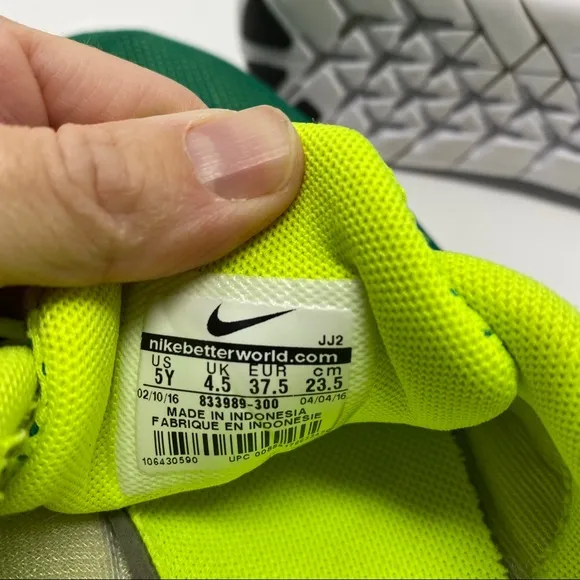 JJ2
nikebetterworld.com
US UK EUR cm
5Y 4.5 37.5 23.5
02/10/16 833989-300 04/04/16
MADE IN INDONESIA
FABRIQUE EN INDONESIE
106430590 UPC